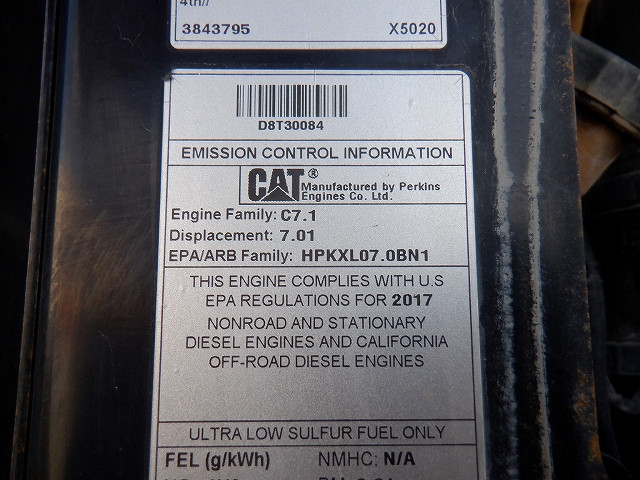 4th//
3843795 X5020
D8T30084
EMISSION CONTROL INFORMATION
CAT® Manufactured by Perkins
Engines Co. Ltd.
Engine Family: C7.1
Displacement: 7.01
EPA/ARB Family: HPKXL07.0BN1
THIS ENGINE COMPLIES WITH U.S
EPA REGULATIONS FOR 2017
NONROAD AND STATIONARY
DIESEL ENGINES AND CALIFORNIA
OFF-ROAD DIESEL ENGINES
ULTRA LOW SULFUR FUEL ONLY
FEL (g/kWh) NMHC: N/A